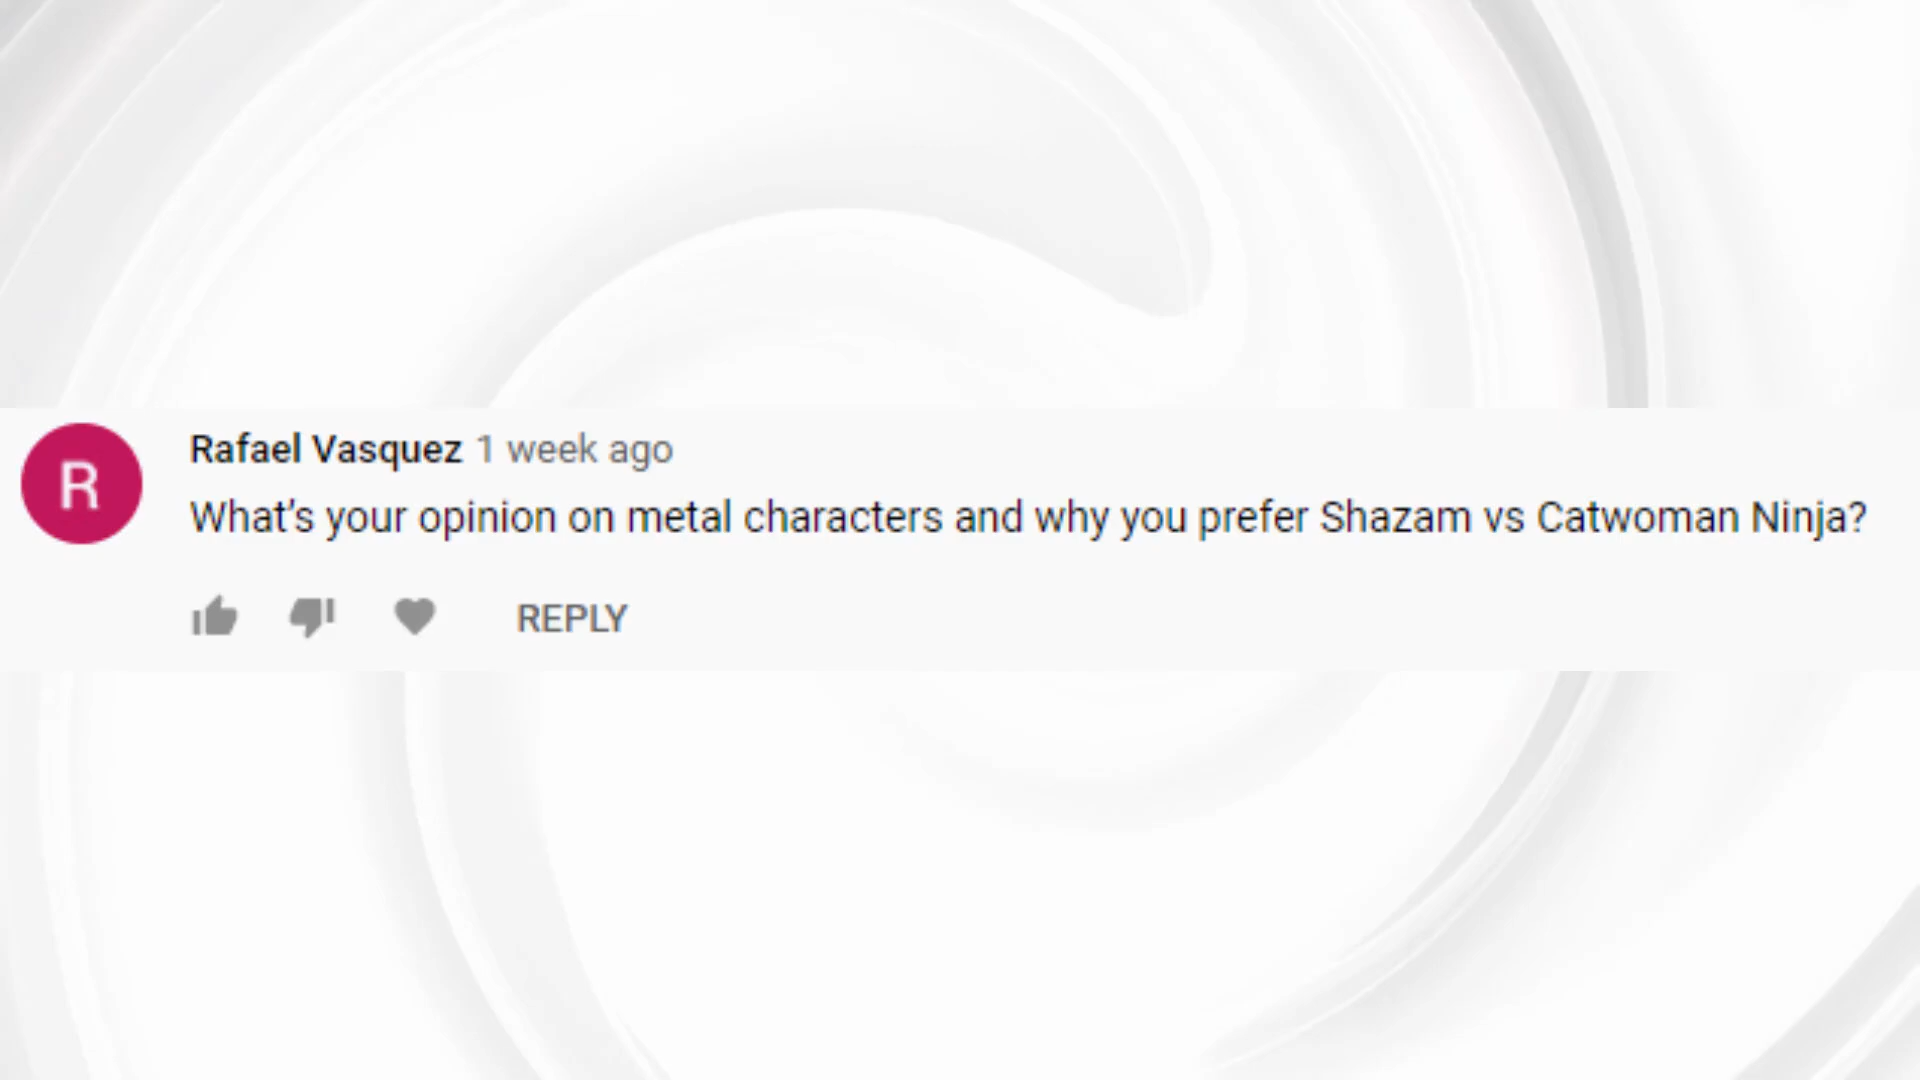 R
Rafael Vasquez 1 week ago
What's your opinion on metal characters and why you prefer Shazam vs Catwoman Ninja?
REPLY